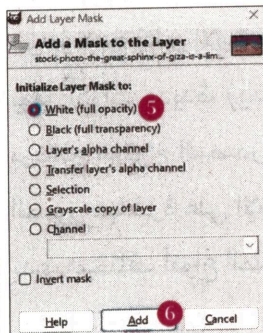 Add Layer Mask
Add a Mask to the Layer
stock-photo-the-great-sphinx-of-giza-is-a-lim...
Initialize Layer Mask to:
White (full opacity) 5
Black (full transparency)
Layer's alpha channel
Transfer layer's alpha channel
Selection
Grayscale copy of layer
Channel
Invert mask
Help Add 6 Cancel